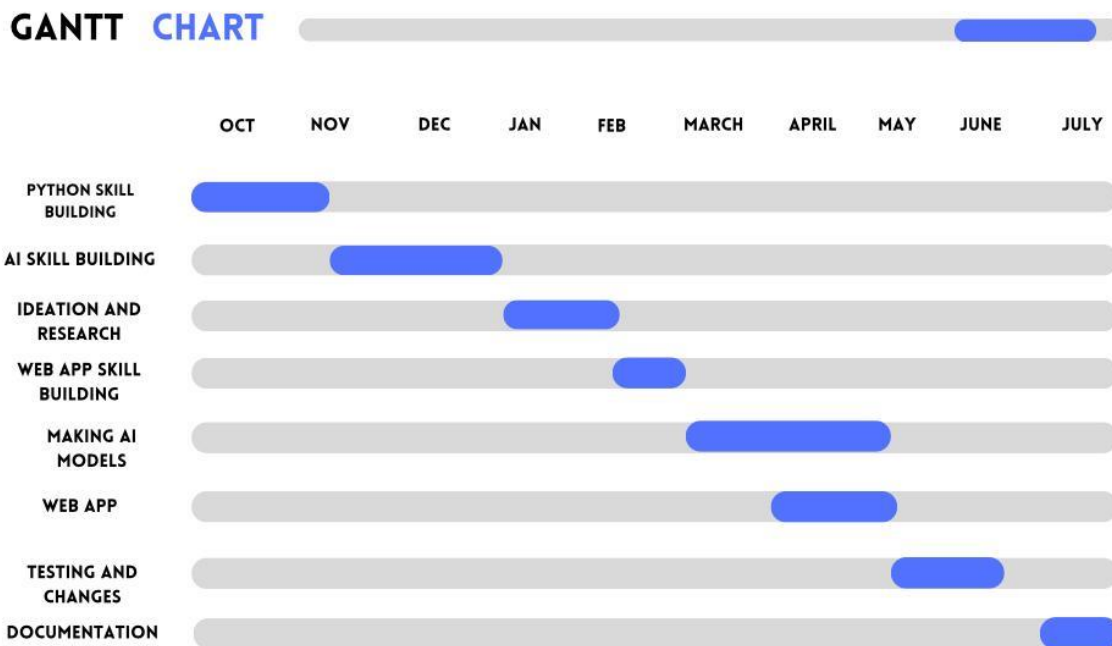 GANTT CHART
OCT NOV DEC JAN FEB MARCH APRIL MAY JUNE JULY
PYTHON SKILL
BUILDING
AI SKILL BUILDING
IDEATION AND
RESEARCH
WEB APP SKILL
BUILDING
MAKING AI
MODELS
WEB APP
TESTING AND
CHANGES
DOCUMENTATION